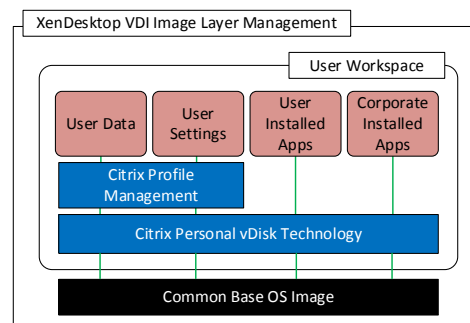 XenDesktop VDI Image Layer Management
User Workspace
User Data
User
Settings
User
Installed
Apps
Corporate
Installed
Apps
Citrix Profile
Management
Citrix Personal vDisk Technology
Common Base OS Image